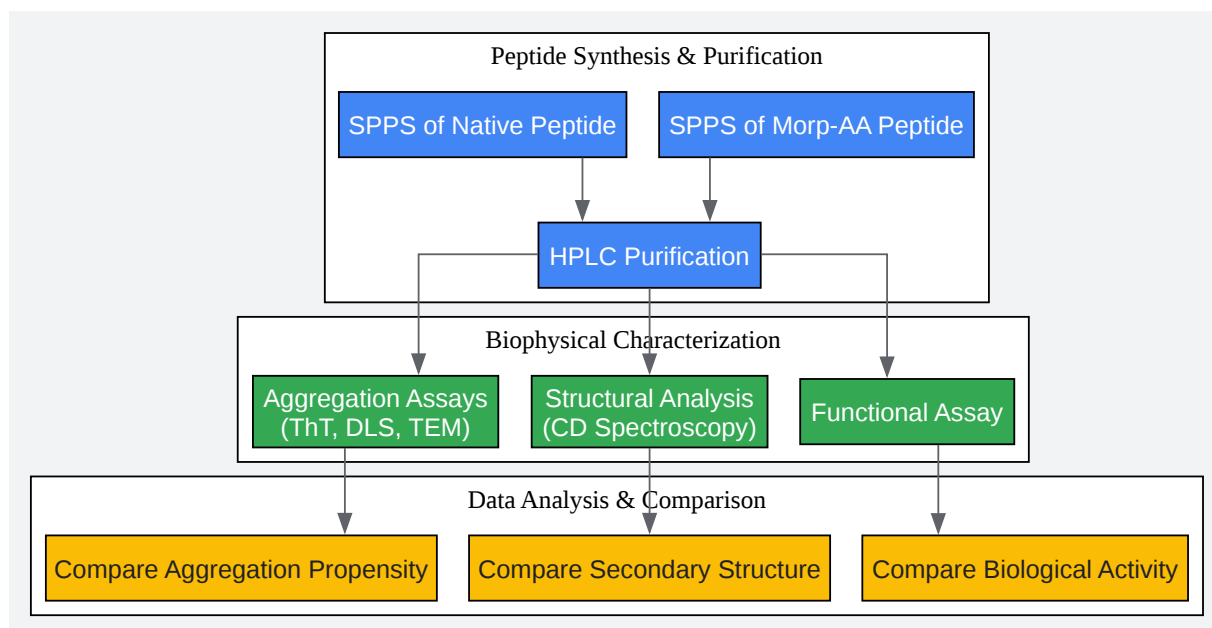 Peptide Synthesis & Purification
SPPS of Native Peptide
SPPS of Morp-AA Peptide
HPLC Purification
Biophysical Characterization
Aggregation Assays
(ThT, DLS, TEM)
Structural Analysis
(CD Spectroscopy)
Functional Assay
Data Analysis & Comparison
Compare Aggregation Propensity
Compare Secondary Structure
Compare Biological Activity